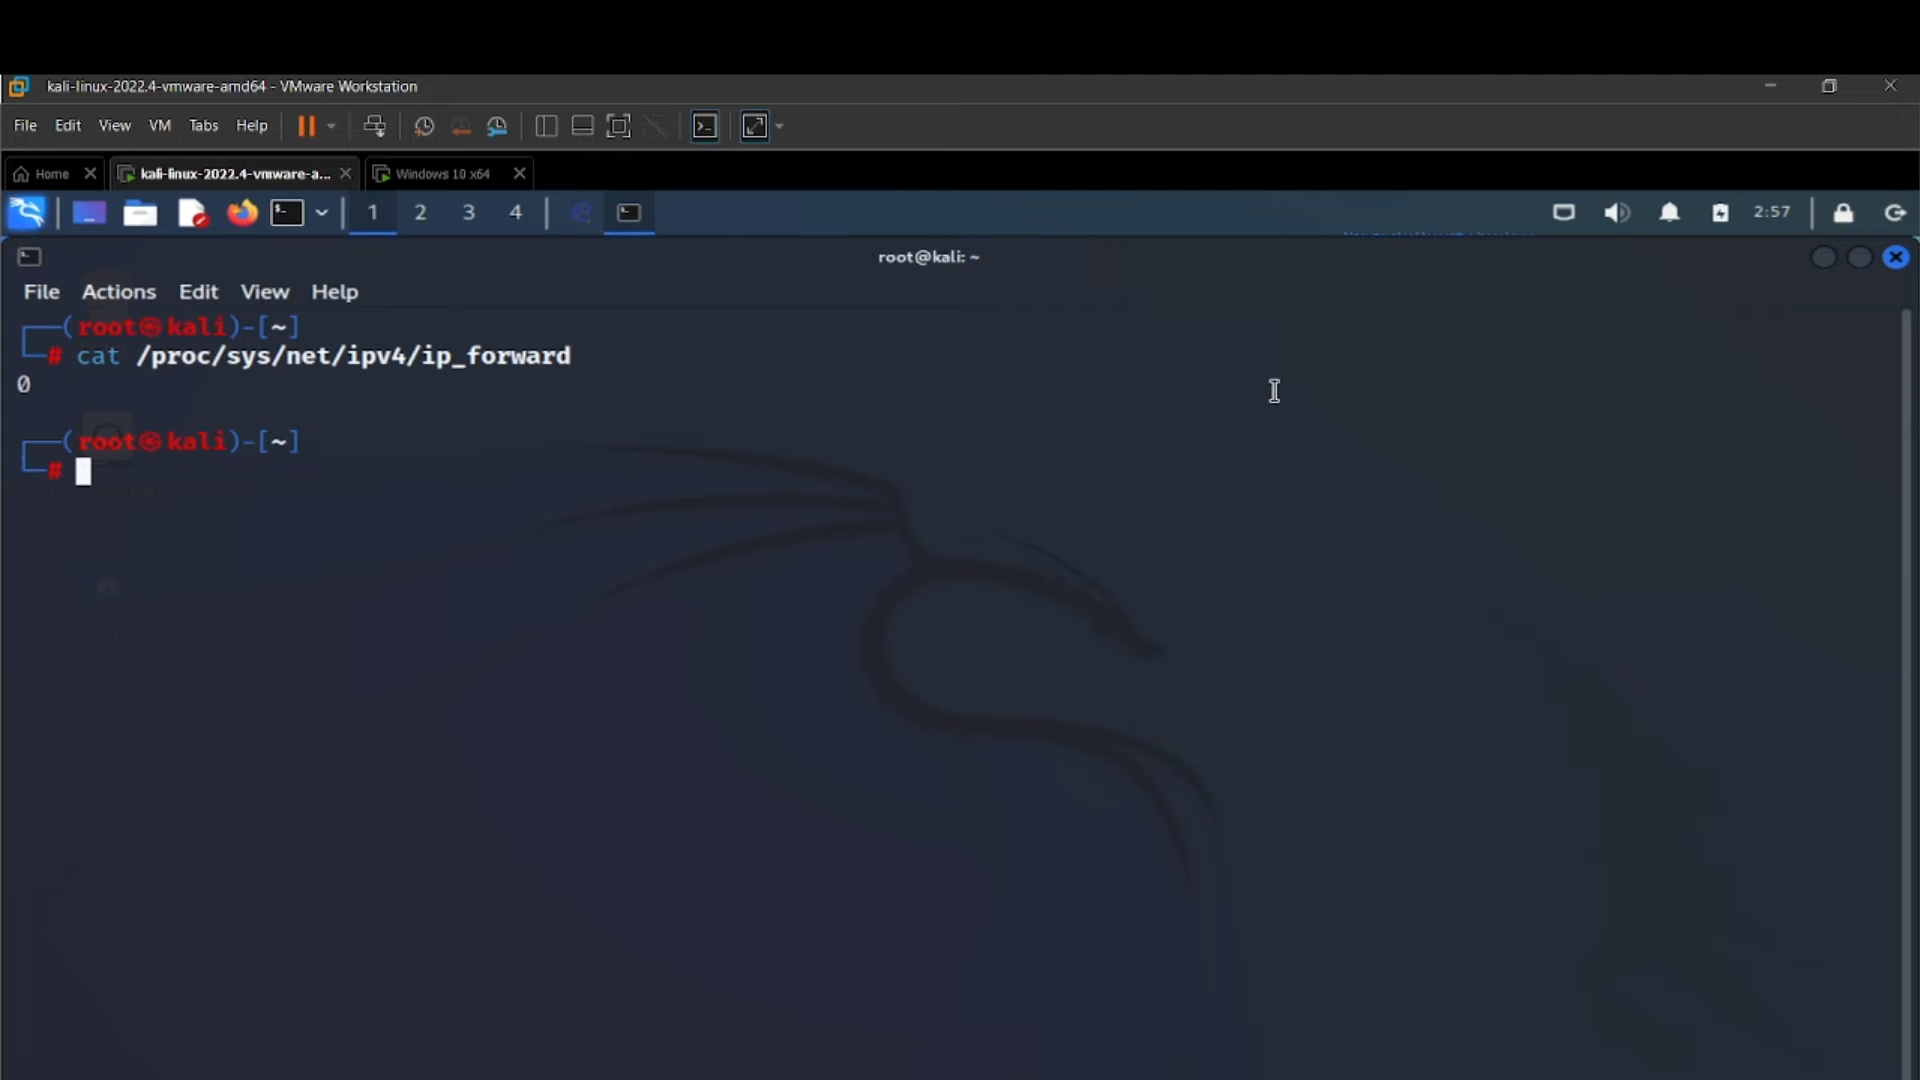 kali-linux-2022.4-vmware-amd64 - VMware Workstation
File Edit View VM Tabs Help
Home kali-linux-2022.4-vmware-a... Windows 10 x64
1 2 3 4 2:57
root@kali: ~
File Actions Edit View Help
┌──(root㉿kali)-[~]
└─# cat /proc/sys/net/ipv4/ip_forward
0
┌──(root㉿kali)-[~]
└─#